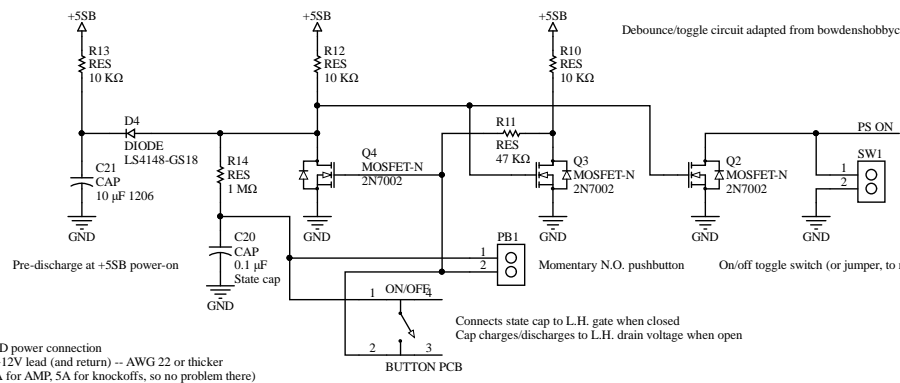 +5SB
+5SB
+5SB
Debounce/toggle circuit adapted from
R13
RES
10 KΩ
R12
RES
10 KΩ
R10
RES
10 KΩ
D4
DIODE
LS4148-GS18
R11
RES
47 KΩ
PS ON
C21
CAP
10 µF 1206
R14
RES
1 MΩ
Q4
MOSFET-N
2N7002
Q3
MOSFET-N
2N7002
Q2
MOSFET-N
2N7002
SW1
1
2
GND
GND
GND
GND
GND
C20
CAP
0.1 µF
State cap
PB1
1
2
Pre-discharge at +5SB power-on
Momentary N.O. pushbutton
On/off toggle switch (or jumper, to
GND
1 ON/OFF 4
Connects state cap to L.H. gate when closed
Cap charges/discharges to L.H. drain voltage when open
2 3
BUTTON PCB
power connection
12V lead (and return) -- AWG 22 or thicker
for AMP, 5A for knockoffs, so no problem there)